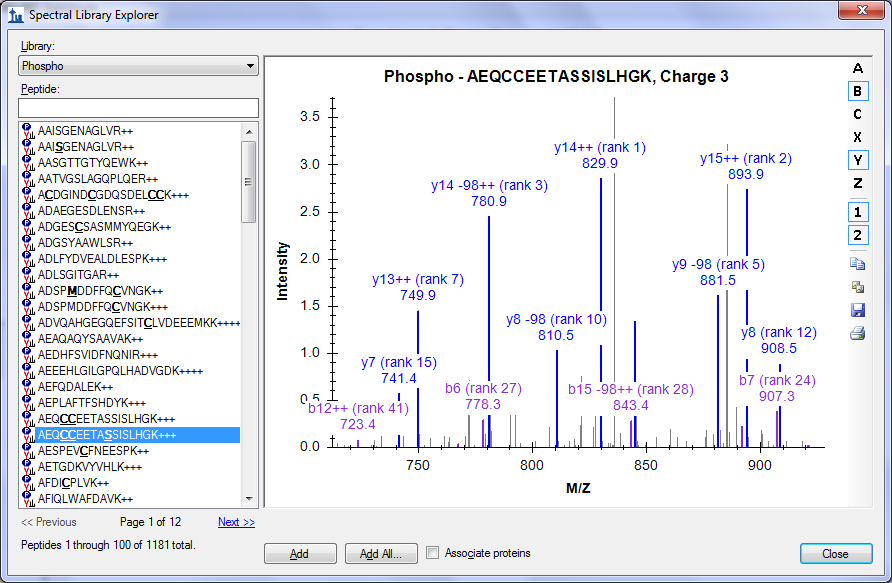 Spectral Library Explorer
Library:
Phospho
Peptide:
AAISGENAGLVR++
AAISGENAGLVR++
AASGTTGTYQEWK++
AATVGSLAGQPLQER++
ACDGINDCGDQSDELCCK+++
ADAEGESDLENSR++
ADGESCSASMMYQEGK++
ADGSYAAWLSR++
ADLFYDVEALDLESPK+++
ADLSGITGAR++
ADSPMDDFFQCVNGK++
ADSPMDDFFQCVNGK+++
ADVQAHGEGQEFSITCLVDEEEMKK++++
AEAQAQYSAAVAK++
AEDHFSVIDFNQNIR+++
AEEEHLGILGPQLHADVGDK++++
AEFQDALEK++
AEPLAFTFSHDYK+++
AEQCCEETASSISLHGK+++
AEQCCEETASSISLHGK+++
AESPEVCFNEESPK++
AETGDKVYVHLK+++
AFDICPLVK++
AFIQLWAFDAVK++
<< Previous
Page 1 of 12
Next >>
Peptides 1 through 100 of 1181 total.
Phospho - AEQCCEETASSISLHGK, Charge 3
Intensity
3.5
3.0
2.5
2.0
1.5
1.0
0.5
0.0
y14++ (rank 1)
829.9
y15++ (rank 2)
893.9
y14 -98++ (rank 3)
780.9
y9 -98 (rank 5)
881.5
y13++ (rank 7)
749.9
y8 -98 (rank 10)
810.5
y8 (rank 12)
908.5
y7 (rank 15)
741.4
b7 (rank 24)
907.3
b6 (rank 27)
778.3
b15 -98++ (rank 28)
843.4
b12++ (rank 41)
723.4
750
800
850
900
M/Z
A
B
C
X
Y
Z
1
2
Add
Add All...
Associate proteins
Close